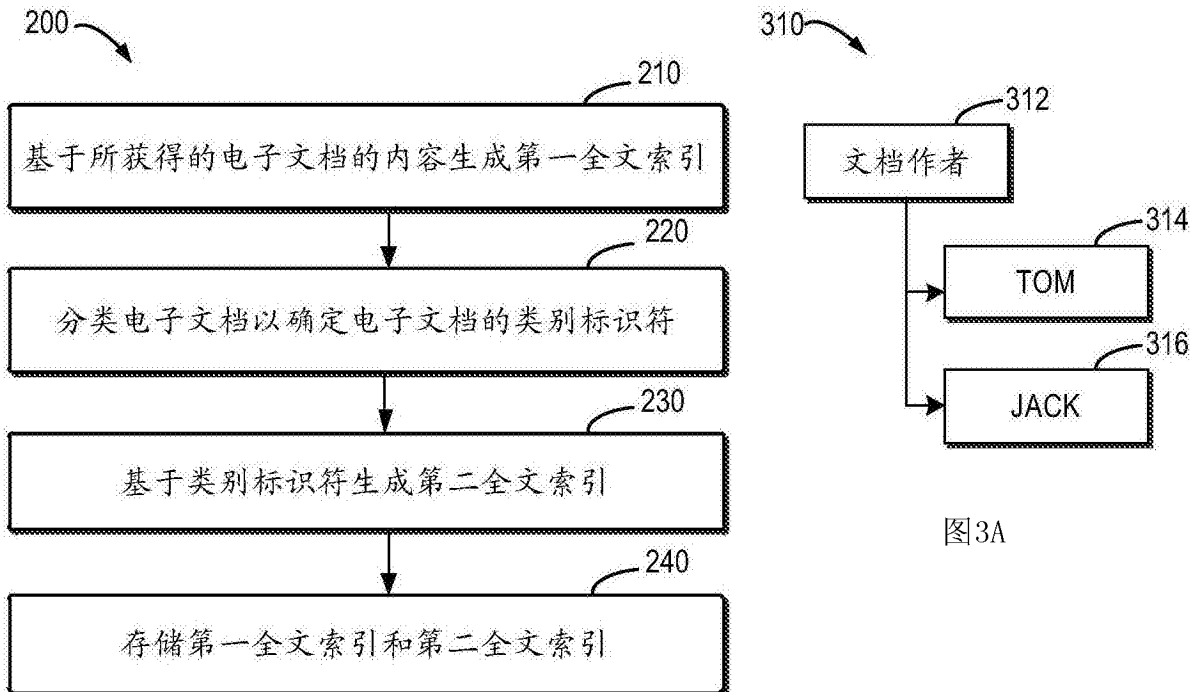 200
210
基于所获得的电子文档的内容生成第一全文索引
220
分类电子文档以确定电子文档的类别标识符
230
基于类别标识符生成第二全文索引
240
存储第一全文索引和第二全文索引
310
312
文档作者
314
TOM
316
JACK
图3A